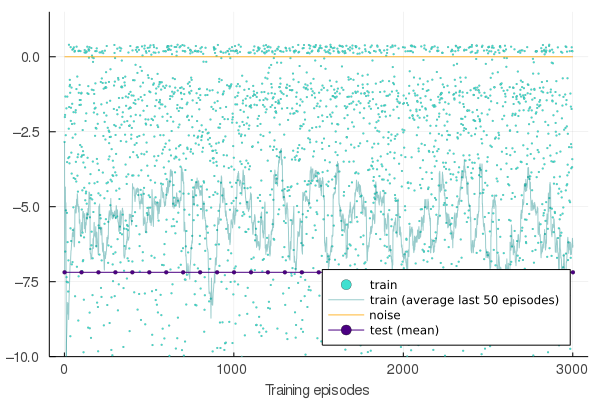 0.0
−2.5
−5.0
−7.5
−10.0
0
1000
2000
3000
Training episodes
train
train (average last 50 episodes)
noise
test (mean)